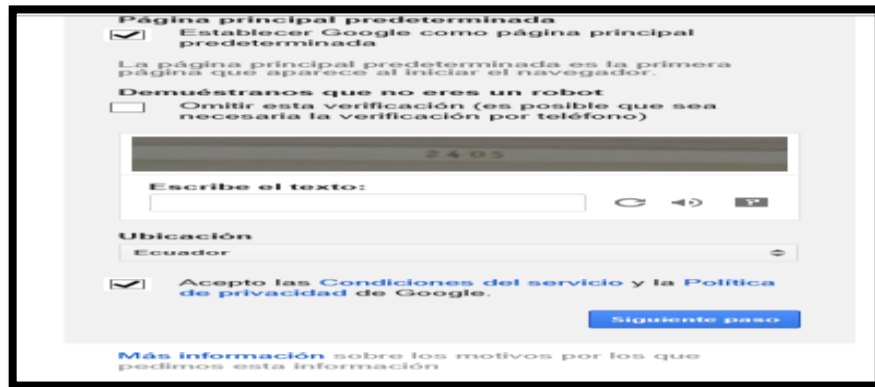 Página principal predeterminada
Establecer Google como página principal
predeterminada
La página principal predeterminada es la primera
página que aparece al iniciar el navegador.
Demuéstranos que no eres un robot
Omitir esta verificación (es posible que sea
necesaria la verificación por teléfono)
2405
Escribe el texto:
?
Ubicación
Ecuador
Acepto las Condiciones del servicio y la Política
de privacidad de Google.
Siguiente paso
Más información sobre los motivos por los que
pedimos esta información